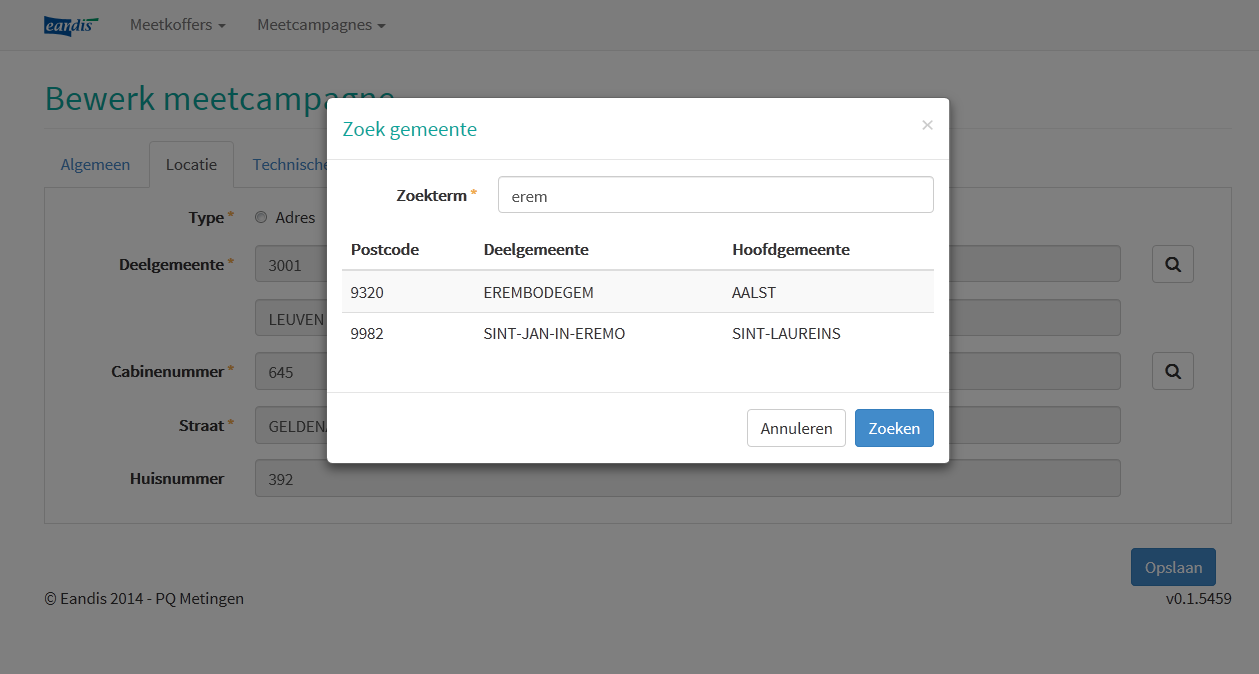 eandis Meetkoffers Meetcampagnes
Bewerk meetcampagne
Zoek gemeente ×
Algemeen Locatie Technische
Zoekterm * erem
Type * Adres
Postcode Deelgemeente Hoofdgemeente
Deelgemeente * 3001
9320 EREMBODEGEM AALST
LEUVEN
9982 SINT-JAN-IN-EREMO SINT-LAUREINS
Cabinenummer * 645
Straat * GELDEN
Annuleren Zoeken
Huisnummer 392
Opslaan
© Eandis 2014 - PQ Metingen v0.1.5459